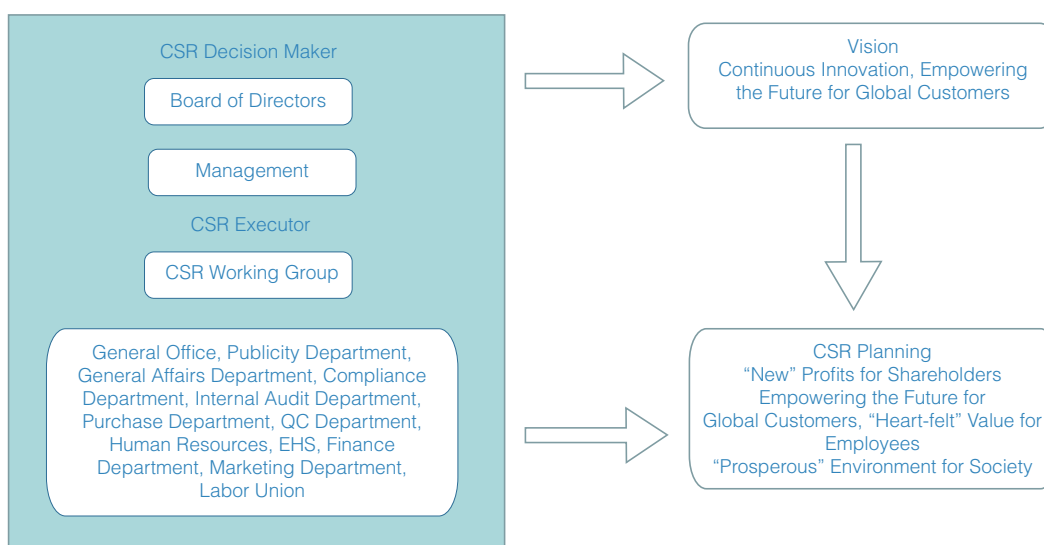 CSR Decision Maker
Board of Directors
Management
CSR Executor
CSR Working Group
General Office, Publicity Department,
General Affairs Department, Compliance
Department, Internal Audit Department,
Purchase Department, QC Department,
Human Resources, EHS, Finance
Department, Marketing Department,
Labor Union
Vision
Continuous Innovation, Empowering
the Future for Global Customers
CSR Planning
“New” Profits for Shareholders
Empowering the Future for
Global Customers, “Heart-felt” Value for
Employees
“Prosperous” Environment for Society